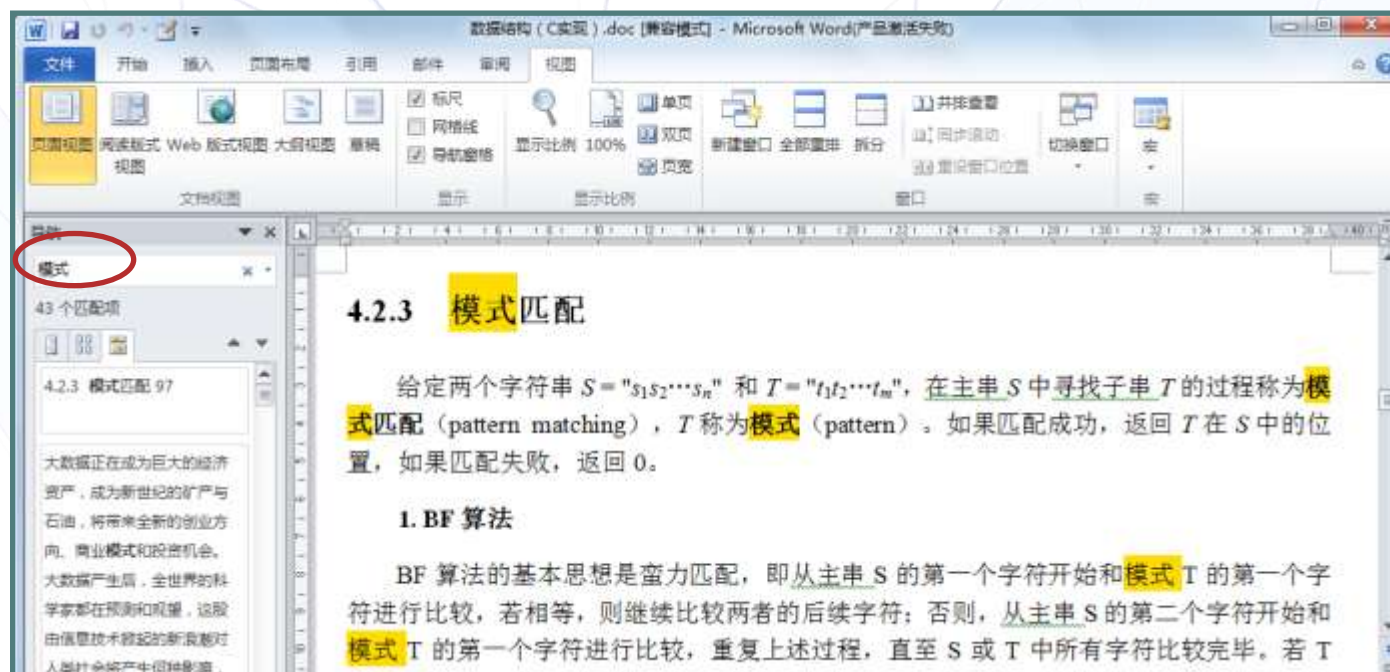 数据结构（C实现）.doc [兼容模式] - Microsoft Word(产品激活失败)
文件 开始 插入 页面布局 引用 邮件 审阅 视图
页面视图 阅读版式视图 Web 版式视图 大纲视图 草稿
文档视图
标尺
网格线
导航窗格
显示
显示比例 100%
单页
双页
页宽
显示比例
新建窗口 全部重排 拆分
并排查看
同步滚动
重设窗口位置
切换窗口
窗口
宏
宏
导航
模式
43 个匹配项
4.2.3 模式匹配 97
大数据正在成为巨大的经济
资产，成为新世纪的矿产与
石油，将带来全新的创业方
向、商业模式和投资机会。
大数据产生后，全世界的科
学家都在预测和观望，这股
由信息技术掀起的新浪潮对
人类社会将产生何种影响，
4.2.3 模式匹配
给定两个字符串 S = "s₁s₂⋯sₙ" 和 T = "t₁t₂⋯tₘ"，在主串 S 中寻找子串 T 的过程称为模
式匹配（pattern matching），T 称为模式（pattern）。如果匹配成功，返回 T 在 S 中的位
置，如果匹配失败，返回 0。
1. BF 算法
BF 算法的基本思想是蛮力匹配，即从主串 S 的第一个字符开始和模式 T 的第一个字
符进行比较，若相等，则继续比较两者的后续字符；否则，从主串 S 的第二个字符开始和
模式 T 的第一个字符进行比较，重复上述过程，直至 S 或 T 中所有字符比较完毕。若 T